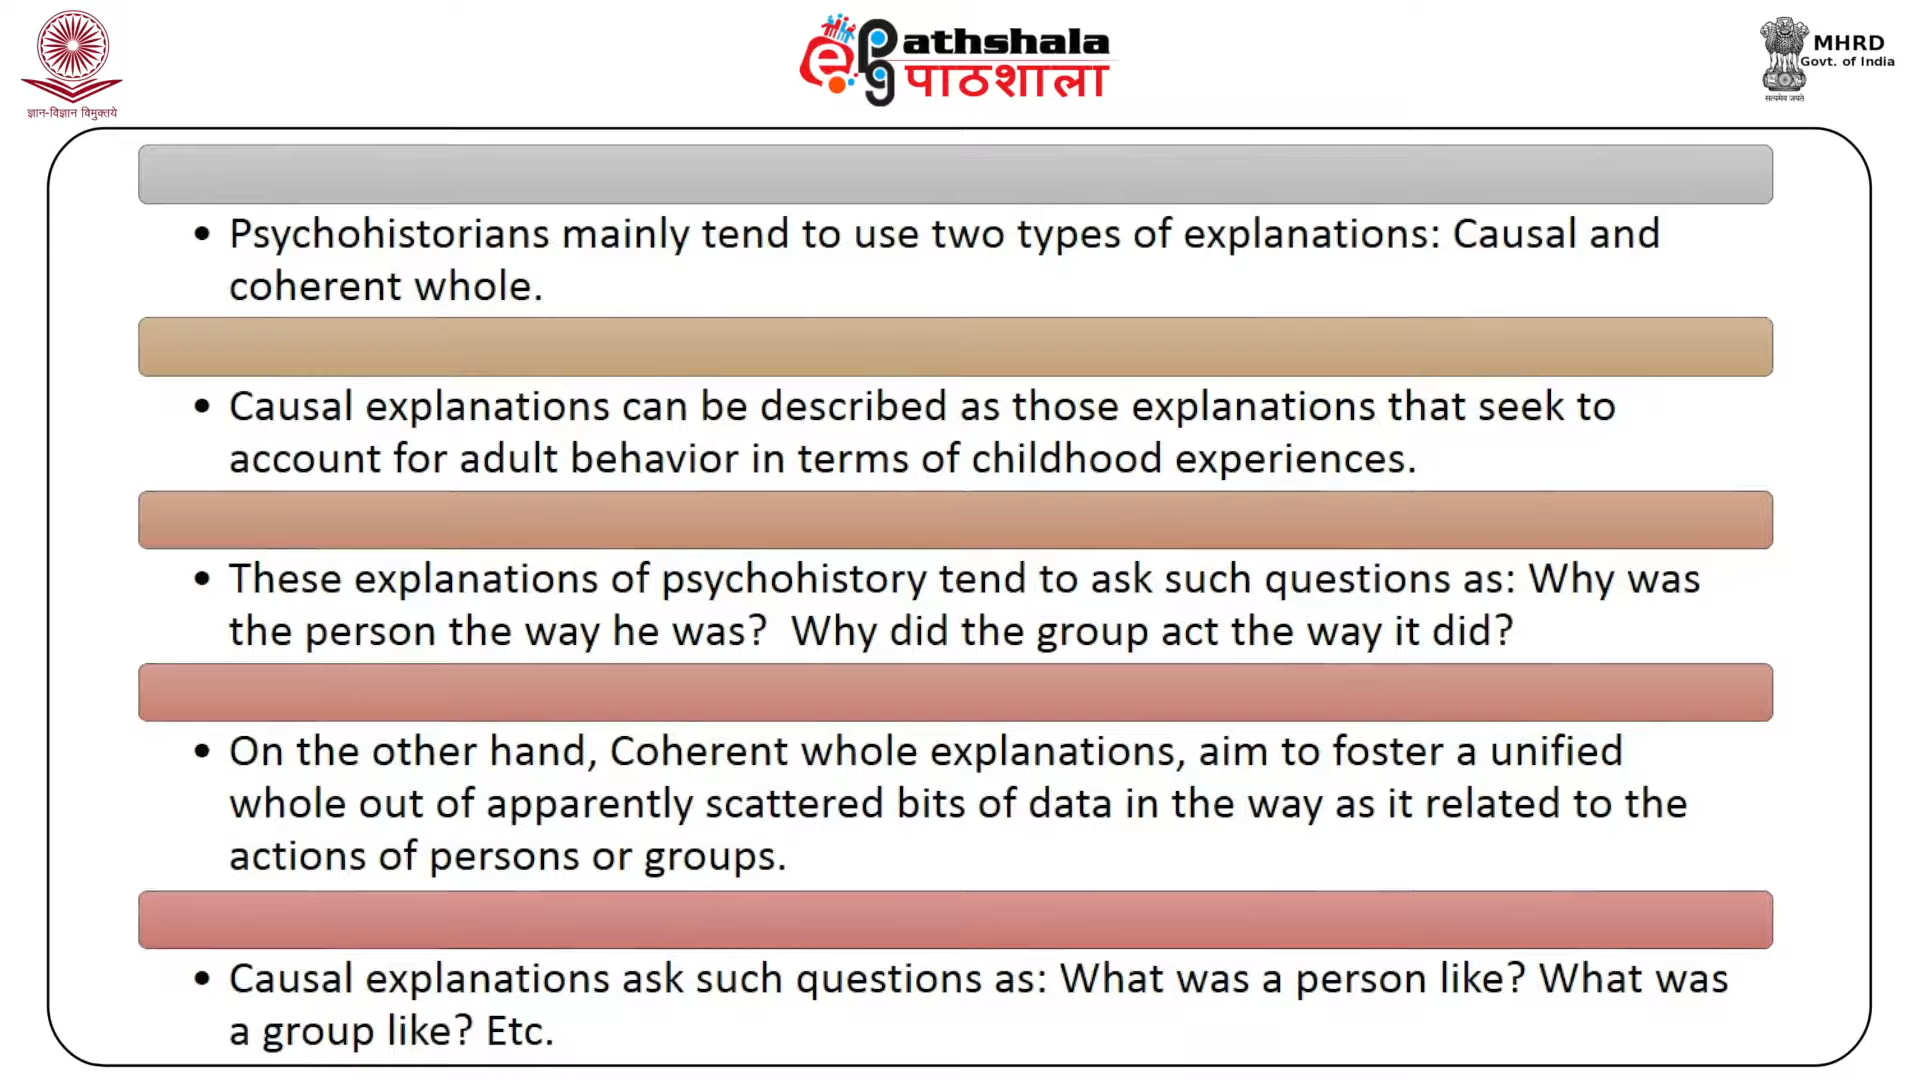 ज्ञान-विज्ञान विमुक्तये
athshala
पाठशाला
MHRD
Govt. of India
सत्यमेव जयते
• Psychohistorians mainly tend to use two types of explanations: Causal and
coherent whole.
• Causal explanations can be described as those explanations that seek to
account for adult behavior in terms of childhood experiences.
• These explanations of psychohistory tend to ask such questions as: Why was
the person the way he was?  Why did the group act the way it did?
• On the other hand, Coherent whole explanations, aim to foster a unified
whole out of apparently scattered bits of data in the way as it related to the
actions of persons or groups.
• Causal explanations ask such questions as: What was a person like? What was
a group like? Etc.